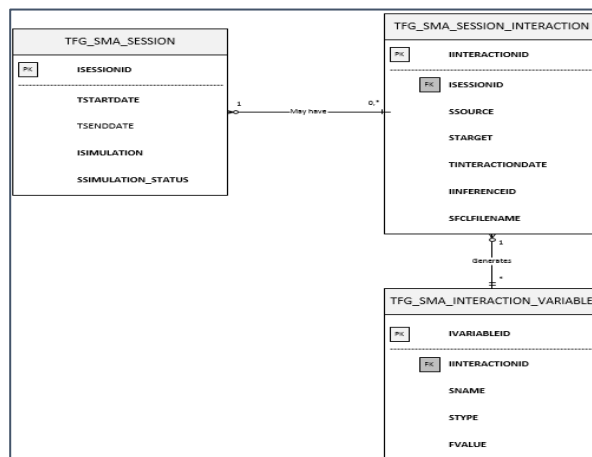 TFG_SMA_SESSION
PK ISESSIONID
TSTARTDATE
TSENDDATE
ISIMULATION
SSIMULATION_STATUS
1 May have 0,*
TFG_SMA_SESSION_INTERACTION
PK IINTERACTIONID
FK ISESSIONID
SSOURCE
STARGET
TINTERACTIONDATE
IINFERENCEID
SFCLFILENAME
1
Generates
*
TFG_SMA_INTERACTION_VARIABLE
PK IVARIABLEID
FK IINTERACTIONID
SNAME
STYPE
FVALUE